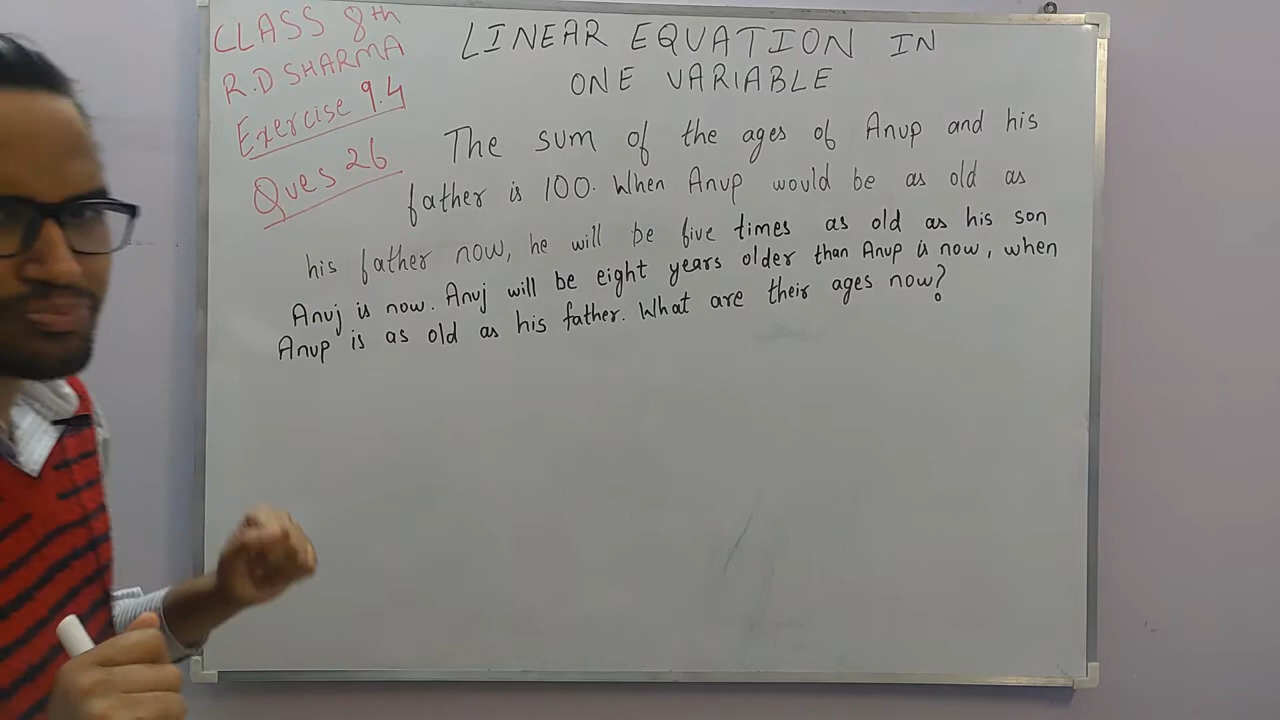 CLASS 8th
R.D SHARMA
Exercise 9.4
Ques 26
LINEAR EQUATION IN
ONE VARIABLE
The sum of the ages of Anup and his
father is 100. When Anup would be as old as
his father now, he will be five times as old as his son
Anuj is now. Anuj will be eight years older than Anup is now, when
Anup is as old as his father. What are their ages now?